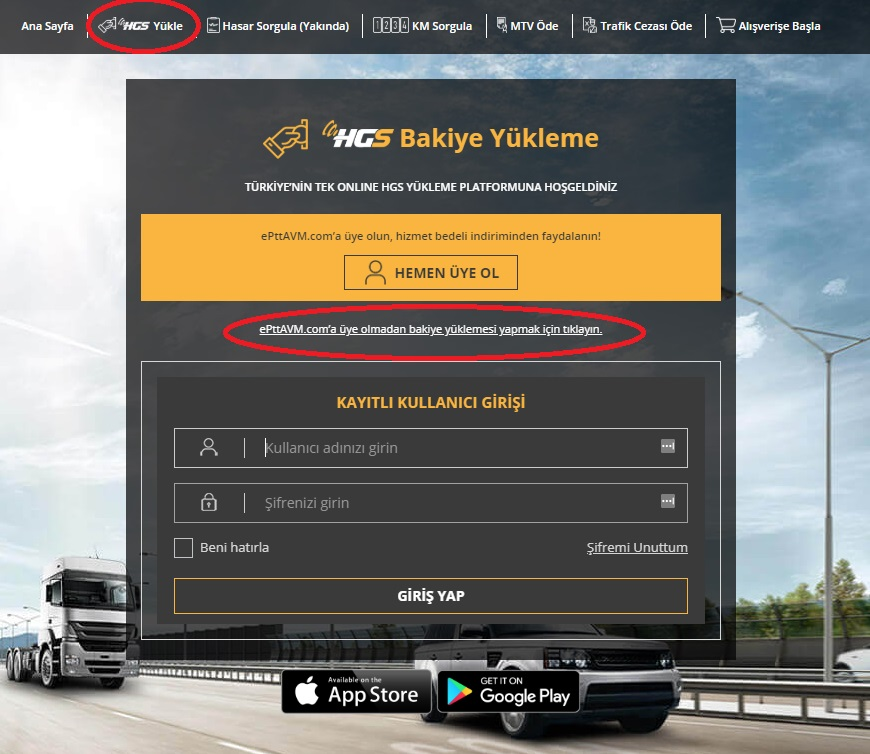 Ana Sayfa
HGS Yükle
Hasar Sorgula (Yakında)
1234 KM Sorgula
MTV Öde
Trafik Cezası Öde
Alışverişe Başla
HGS Bakiye Yükleme
TÜRKİYE'NİN TEK ONLINE HGS YÜKLEME PLATFORMUNA HOŞGELDİNİZ
ePttAVM.com'a üye olun, hizmet bedeli indiriminden faydalanın!
HEMEN ÜYE OL
ePttAVM.com'a üye olmadan bakiye yüklemesi yapmak için tıklayın.
KAYITLI KULLANICI GİRİŞİ
Kullanıcı adınızı girin
Şifrenizi girin
Beni hatırla
Şifremi Unuttum
GİRİŞ YAP
Available on the
App Store
GET IT ON
Google Play